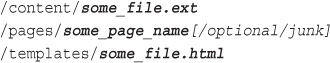 /content/some_file.ext
/pages/some_page_name[/optional/junk]
/templates/some_file.html